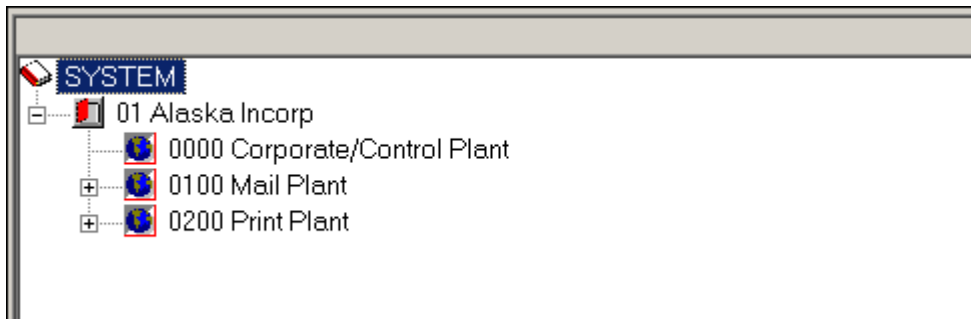 SYSTEM
01 Alaska Incorp
0000 Corporate/Control Plant
0100 Mail Plant
0200 Print Plant